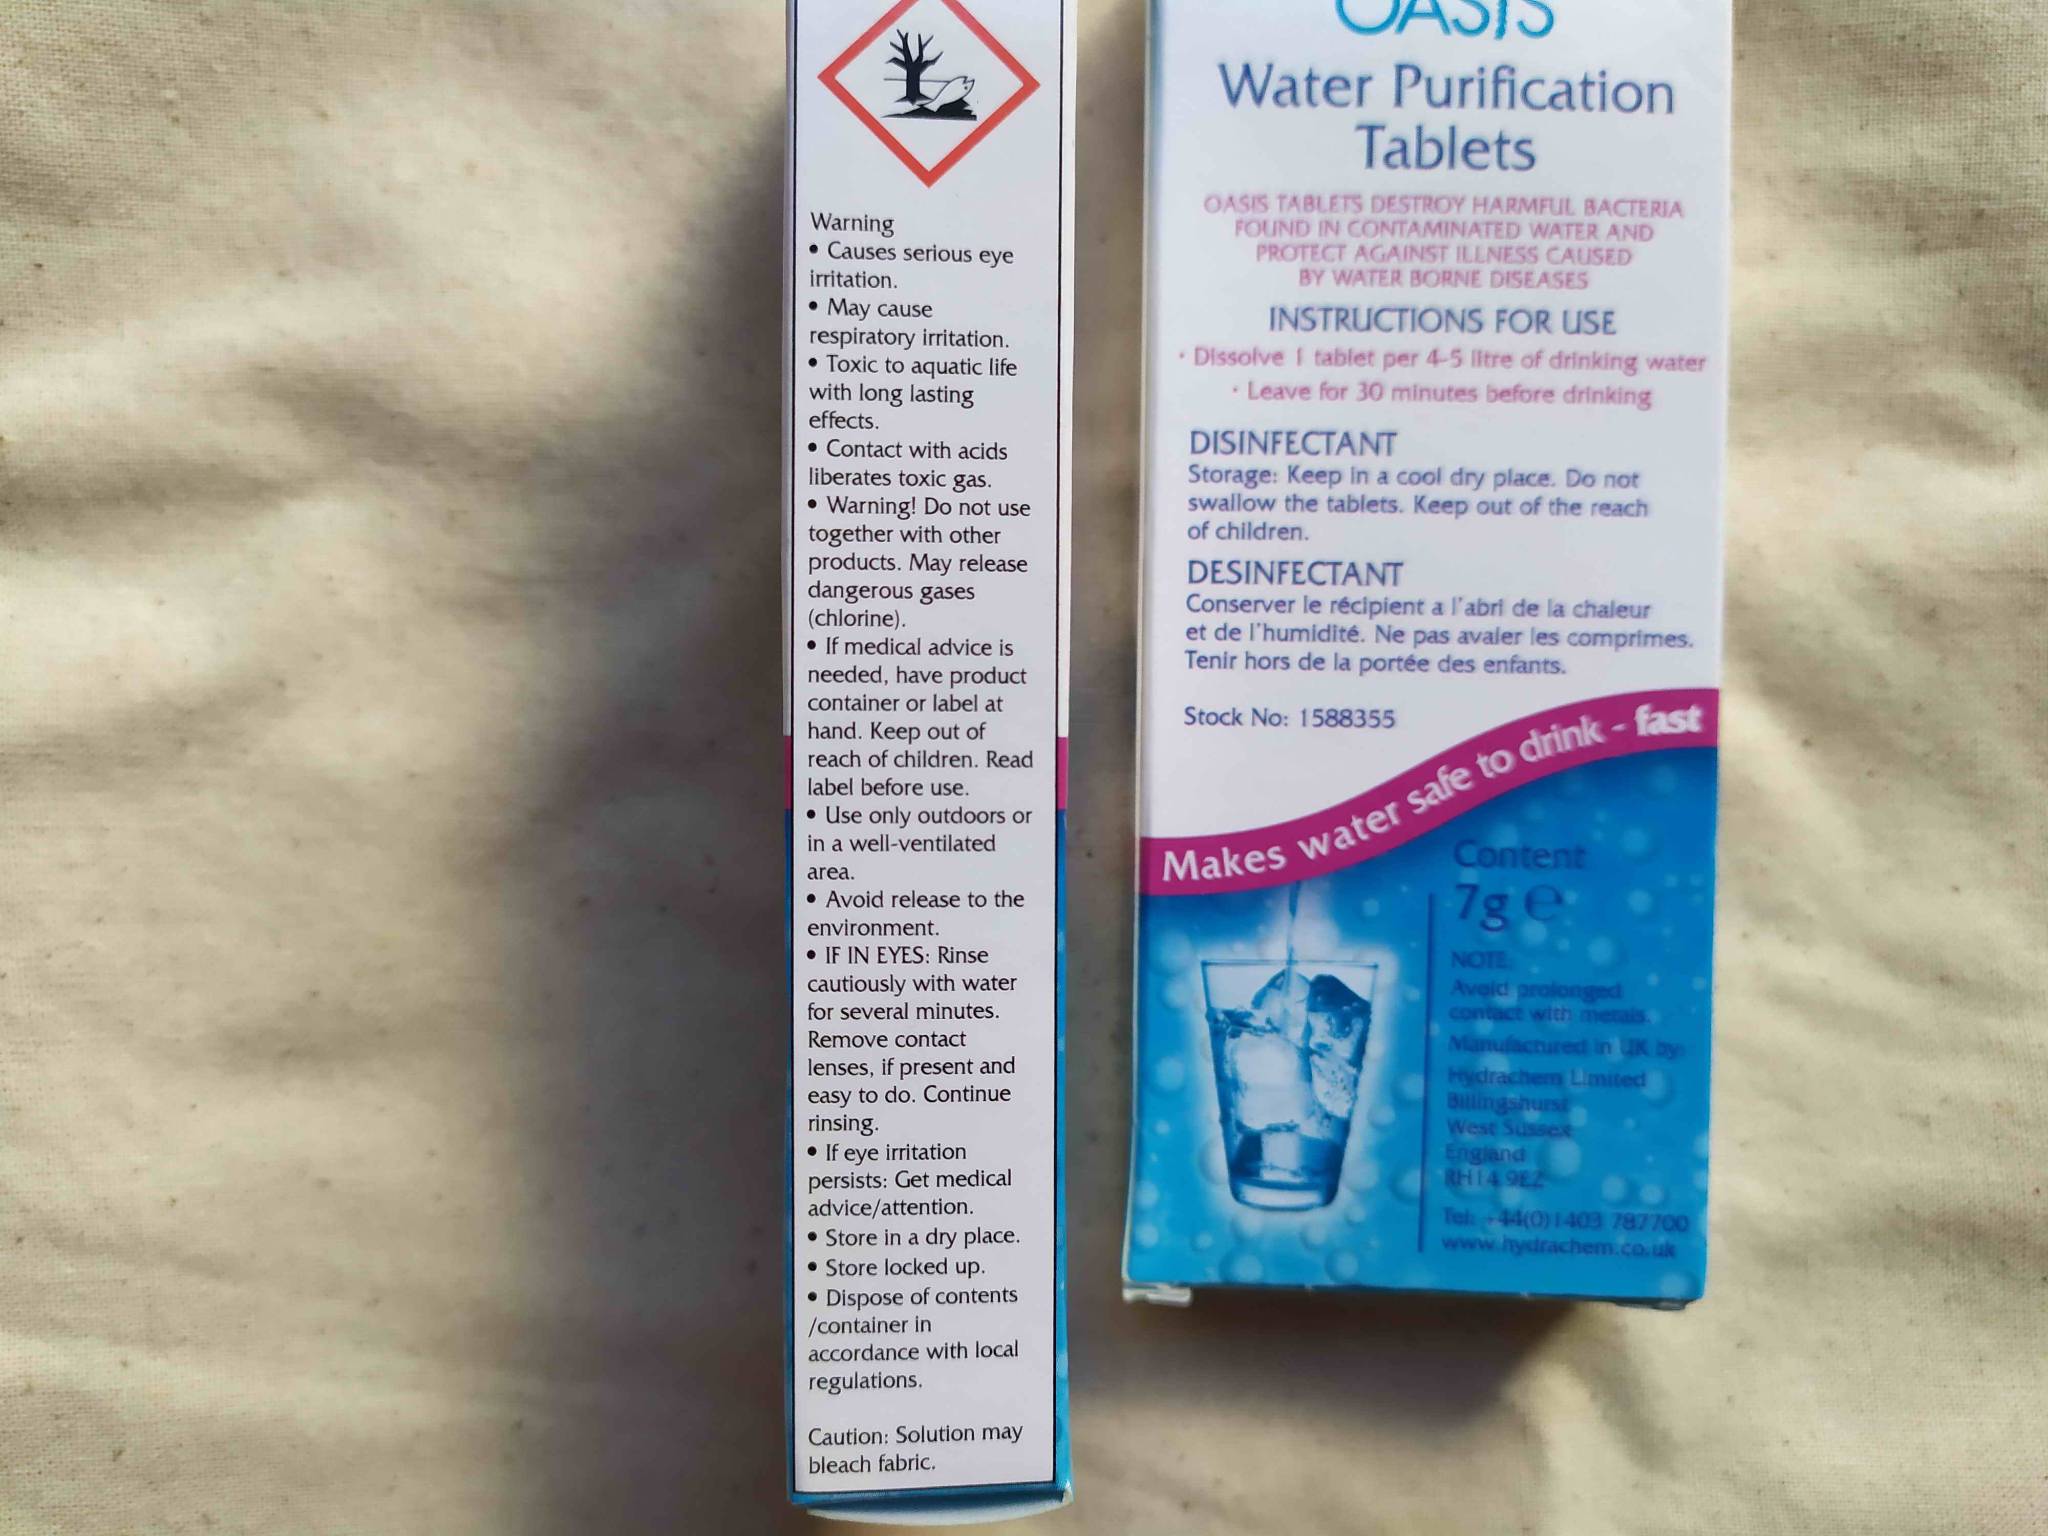 Warning
• Causes serious eye
irritation.
• May cause
respiratory irritation.
• Toxic to aquatic life
with long lasting
effects.
• Contact with acids
liberates toxic gas.
• Warning! Do not use
together with other
products. May release
dangerous gases
(chlorine).
• If medical advice is
needed, have product
container or label at
hand. Keep out of
reach of children. Read
label before use.
• Use only outdoors or
in a well-ventilated
area.
• Avoid release to the
environment.
• IF IN EYES: Rinse
cautiously with water
for several minutes.
Remove contact
lenses, if present and
easy to do. Continue
rinsing.
• If eye irritation
persists: Get medical
advice/attention.
• Store in a dry place.
• Store locked up.
• Dispose of contents
/container in
accordance with local
regulations.
Caution: Solution may
bleach fabric.
OASIS
Water Purification
Tablets
OASIS TABLETS DESTROY HARMFUL BACTERIA
FOUND IN CONTAMINATED WATER AND
PROTECT AGAINST ILLNESS CAUSED
BY WATER BORNE DISEASES
INSTRUCTIONS FOR USE
· Dissolve 1 tablet per 4-5 litre of drinking water
· Leave for 30 minutes before drinking
DISINFECTANT
Storage: Keep in a cool dry place. Do not
swallow the tablets. Keep out of the reach
of children.
DESINFECTANT
Conserver le récipient a l'abri de la chaleur
et de l'humidité. Ne pas avaler les comprimes.
Tenir hors de la portée des enfants.
Stock No: 1588355
Makes water safe to drink - fast
Content
7g ℮
NOTE:
Avoid prolonged
contact with metals.
Manufactured in UK by:
Hydrachem Limited
Billingshurst
West Sussex
England
RH14 9EZ
Tel: +44(0)1403 787700
www.hydrachem.co.uk